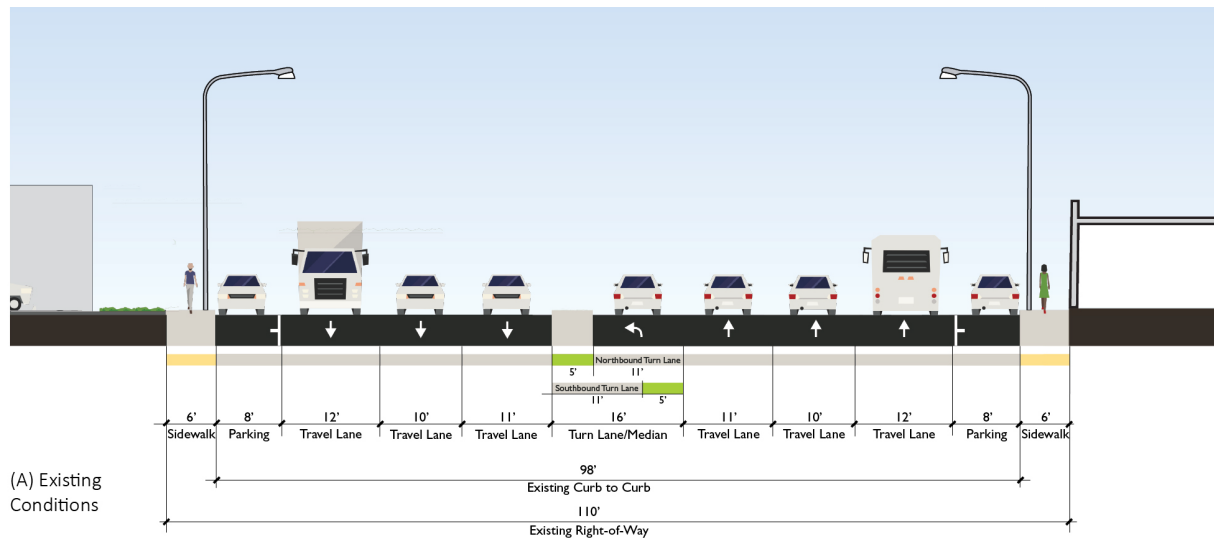 Northbound Turn Lane
5' 11'
Southbound Turn Lane
11' 5'
6' 8' 12' 10' 11' 16' 11' 10' 12' 8' 6'
Sidewalk Parking Travel Lane Travel Lane Travel Lane Turn Lane/Median Travel Lane Travel Lane Travel Lane Parking Sidewalk
98'
Existing Curb to Curb
(A) Existing
Conditions
110'
Existing Right-of-Way